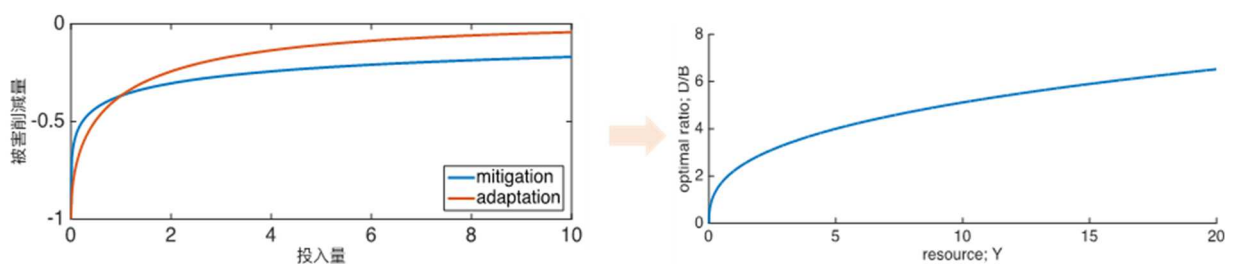 0
-0.5
-1
被害削減量
mitigation
adaptation
0 2 4 6 8 10
投入量
8
6
4
2
0
optimal ratio; D/B
0 5 10 15 20
resource; Y